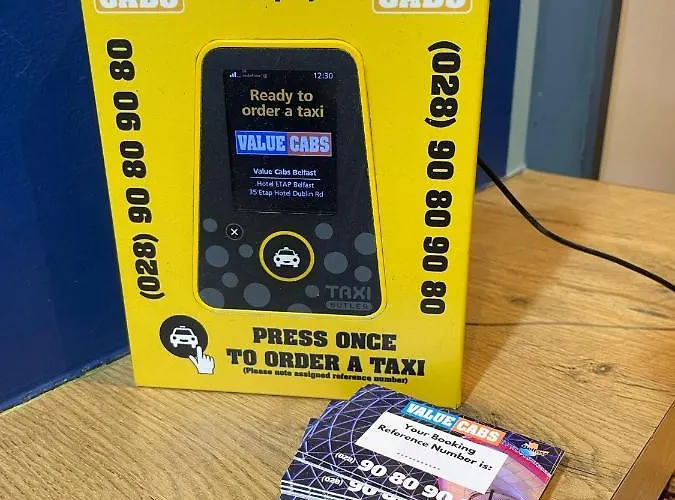 CABS
CABS
(028) 90 80 90 80
12:30
Ready to
order a taxi
VALUE CABS
Value Cabs Belfast
Hotel ETAP Belfast
35 Etap Hotel Dublin Rd
TAXI
BUTLER
(028) 90 80 90 80
PRESS ONCE
TO ORDER A TAXI
(Please note assigned reference number)
VALUE CABS
Your Booking
Reference Number is:
(028) 90 80 90
(028)